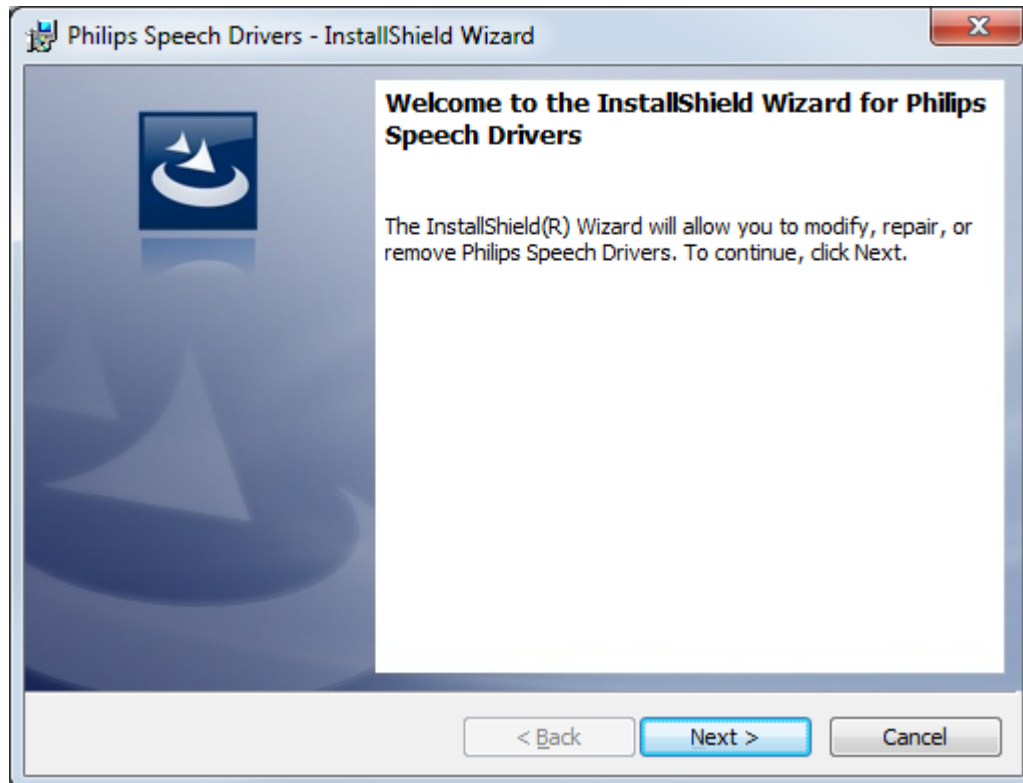 Philips Speech Drivers - InstallShield Wizard
Welcome to the InstallShield Wizard for Philips
Speech Drivers
The InstallShield(R) Wizard will allow you to modify, repair, or
remove Philips Speech Drivers. To continue, click Next.
< Back
Next >
Cancel